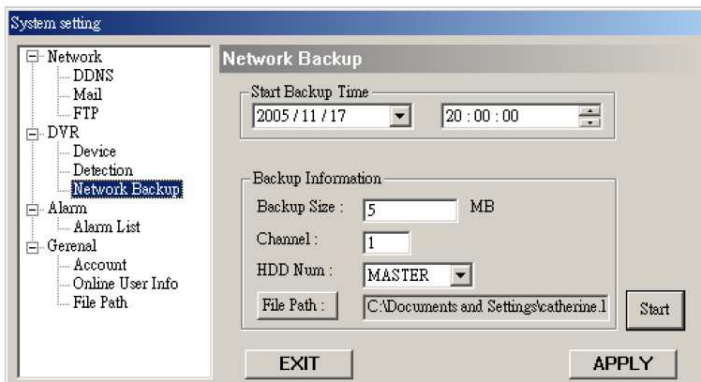 System setting
Network
DDNS
Mail
FTP
DVR
Device
Detection
Network Backup
Alarm
Alarm List
Gerenal
Account
Online User Info
File Path
Network Backup
Start Backup Time
2005 / 11 / 17
20 : 00 : 00
Backup Information
Backup Size : 5 MB
Channel : 1
HDD Num : MASTER
File Path : C:\Documents and Settings\catherine.l
Start
EXIT
APPLY